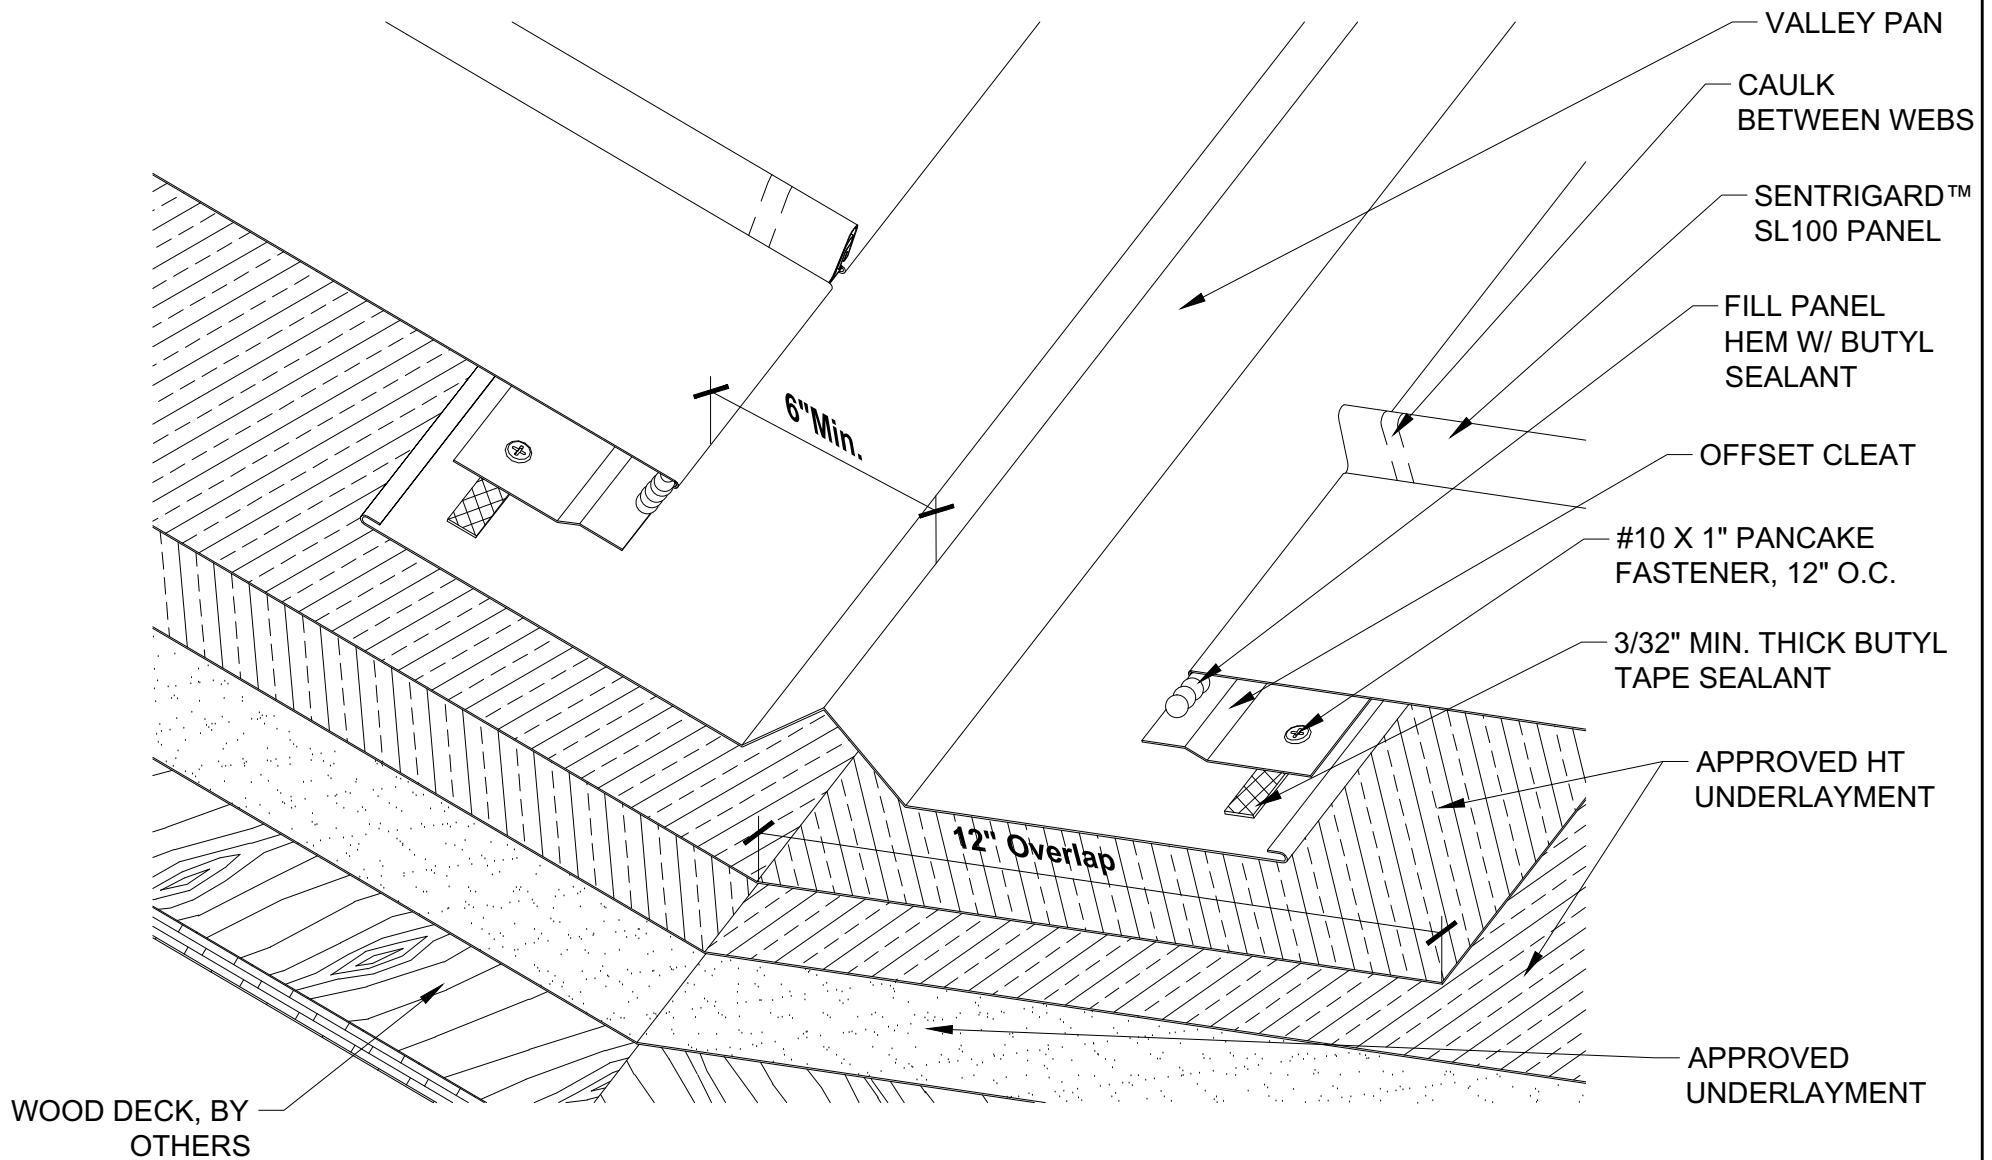 VALLEY PAN
CAULK
BETWEEN WEBS
SENTRIGARD™
SL100 PANEL
FILL PANEL
HEM W/ BUTYL
SEALANT
6"Min.
OFFSET CLEAT
#10 X 1" PANCAKE
FASTENER, 12" O.C.
3/32" MIN. THICK BUTYL
TAPE SEALANT
APPROVED HT
UNDERLAYMENT
12" Overlap
APPROVED
UNDERLAYMENT
WOOD DECK, BY
OTHERS